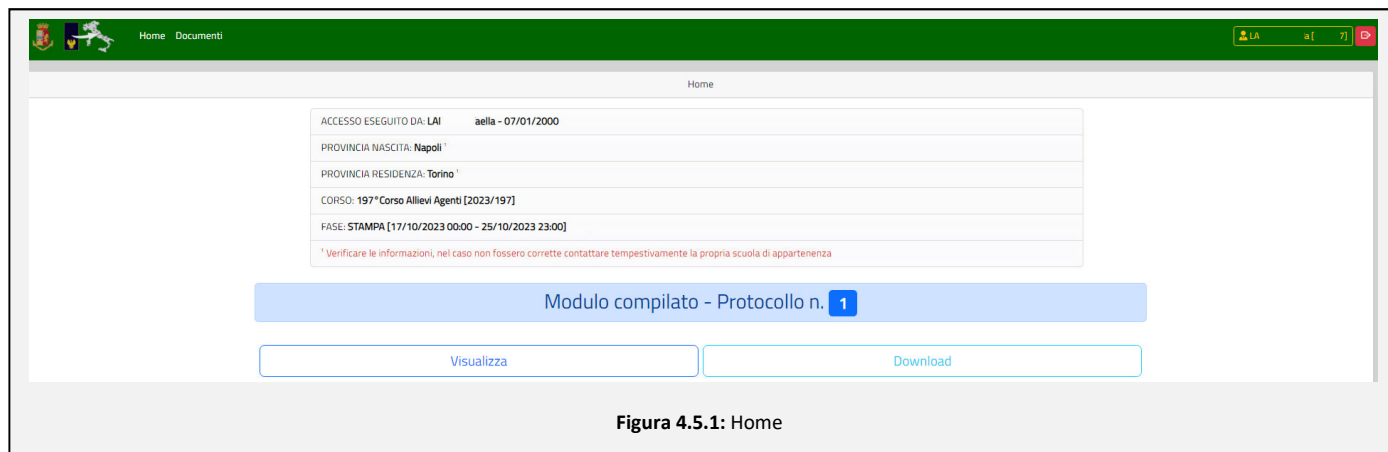 Home Documenti
LA a [ 7]
Home
ACCESSO ESEGUITO DA: LAI aella - 07/01/2000
PROVINCIA NASCITA: Napoli ¹
PROVINCIA RESIDENZA: Torino ¹
CORSO: 197°Corso Allievi Agenti [2023/197]
FASE: STAMPA [17/10/2023 00:00 - 25/10/2023 23:00]
¹ Verificare le informazioni, nel caso non fossero corrette contattare tempestivamente la propria scuola di appartenenza
Modulo compilato - Protocollo n. 1
Visualizza Download
Figura 4.5.1: Home